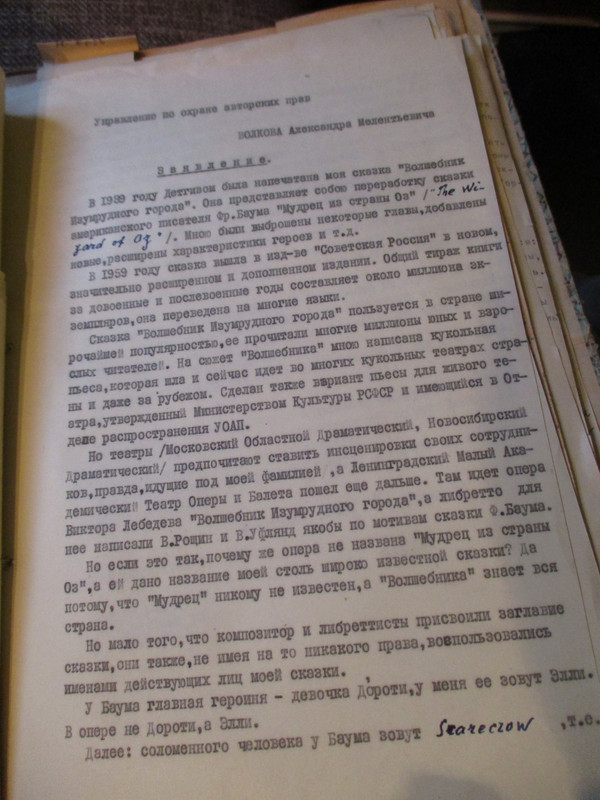 Управление по охране авторских прав
ВОЛКОВА Александра Мелентьевича
Заявление.
В 1939 году Детгизом была напечатана моя сказка "Волшебник
Изумрудного города". Она представляет собою переработку сказки
американского писателя Фр.Баума "Мудрец из страны Оз" /"The Wi-
zard of Oz"/. Мною были выброшены некоторые главы,добавлены
новые,расширены характеристики героев и т.д.
В 1959 году сказка вышла в изд-ве "Советская Россия" в новом,
значительно расширенном и дополненном издании. Общий тираж книги
за довоенные и послевоенные годы составляет около миллиона эк-
земпляров,она переведена на многие языки.
Сказка "Волшебник Изумрудного города" пользуется в стране ши-
рочайшей популярностью,ее прочитали многие миллионы юных и взро-
слых читателей. На сюжет "Волшебника" мною написана кукольная
пьеса,которая шла и сейчас идет во многих кукольных театрах стра-
ны и даже за рубежом. Сделан также вариант пьесы для живого те-
атра,утвержденный Министерством Культуры РСФСР и имеющийся в От-
деле распространения УОАП.
Но театры /Московский Областной Драматический, Новосибирский
Драматический/ предпочитают ставить инсценировки своих сотрудни-
ков,правда,идущие под моей фамилией,а Ленинградский Малый Ака-
демический Театр Оперы и Балета пошел еще дальше. Там идет опера
Виктора Лебедева "Волшебник Изумрудного города",а либретто для
нее написали В.Рощин и В.Уфлянд якобы по мотивам сказки Ф.Баума.
Но если это так,почему же опера не названа "Мудрец из страны
Оз",а ей дано название моей столь широко известной сказки? Да
потому,что "Мудрец" никому не известен,а "Волшебника" знает вся
страна.
Но мало того,что композитор и либреттисты присвоили заглавие
сказки,они также,не имея на то никакого права,воспользовались
именами действующих лиц моей сказки.
У Баума главная героиня - девочка Дороти,у меня ее зовут Элли.
В опере не Дороти,а Элли.
Далее: соломенного человека у Баума зовут Scarecrow ,т.е.